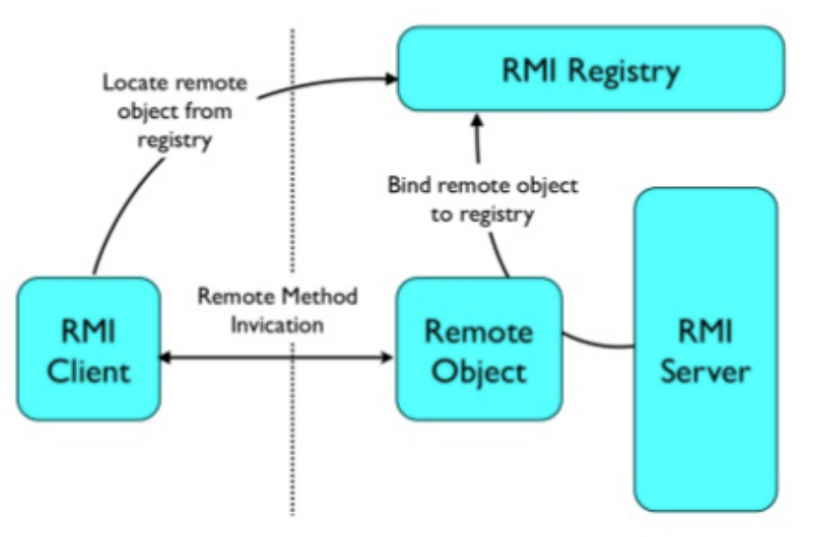 RMI Registry
Locate remote
object from
registry
Bind remote object
to registry
Remote Method
Invication
RMI
Client
Remote
Object
RMI
Server